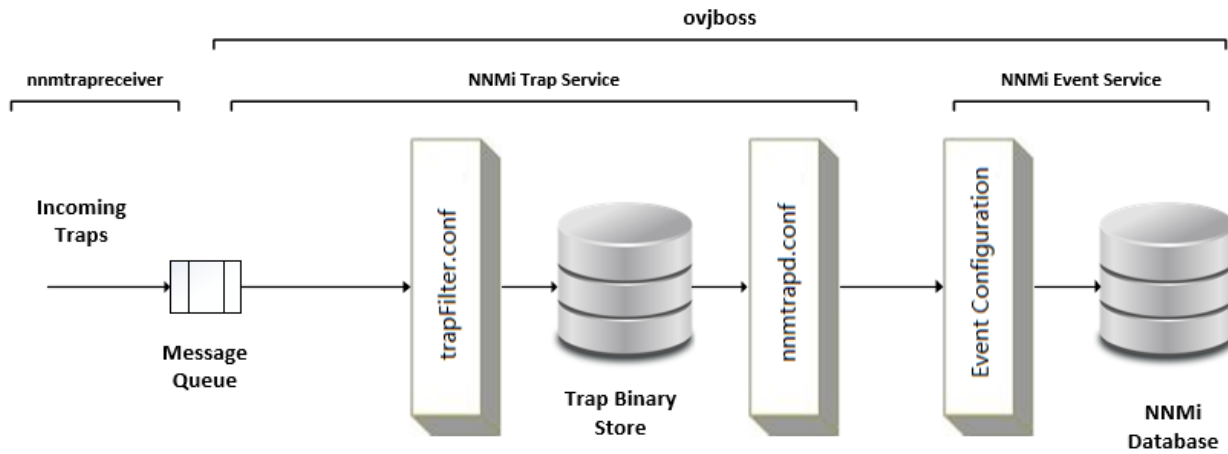 ovjboss
nnmtrapreceiver
NNMi Trap Service
NNMi Event Service
Incoming
Traps
Message
Queue
trapFilter.conf
Trap Binary
Store
nnmtrapd.conf
Event Configuration
NNMi
Database